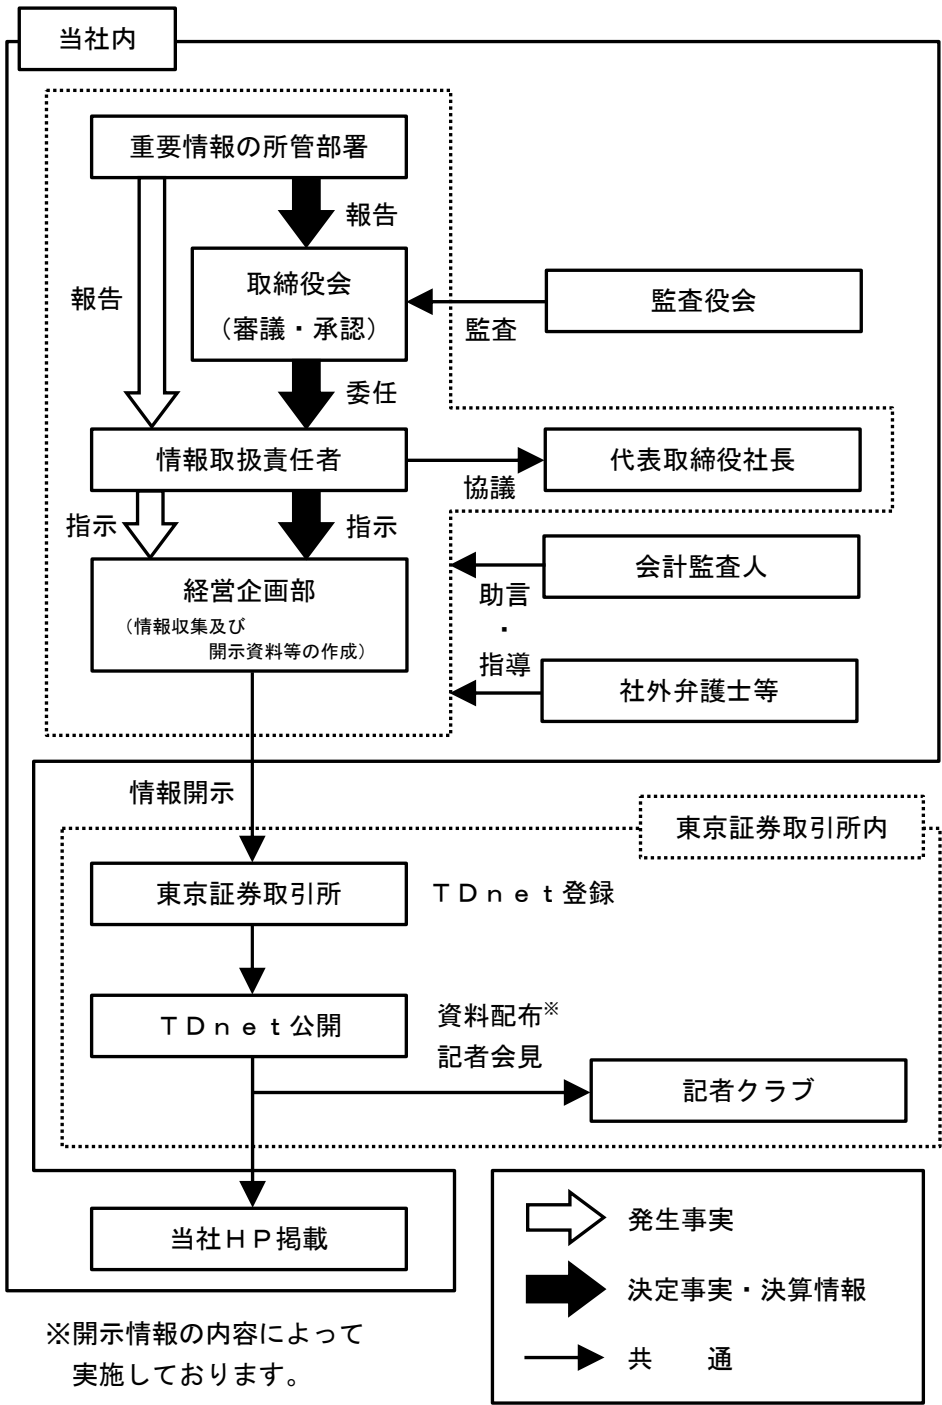 当社内
重要情報の所管部署
報告
報告
取締役会
（審議・承認）
監査役会
監査
委任
情報取扱責任者
代表取締役社長
協議
指示
指示
経営企画部
（情報収集及び
開示資料等の作成）
会計監査人
助言
・
指導
社外弁護士等
情報開示
東京証券取引所内
東京証券取引所
ＴＤｎｅｔ登録
ＴＤｎｅｔ公開
資料配布※
記者会見
記者クラブ
当社ＨＰ掲載
発生事実
決定事実・決算情報
共　　通
※開示情報の内容によって
実施しております。